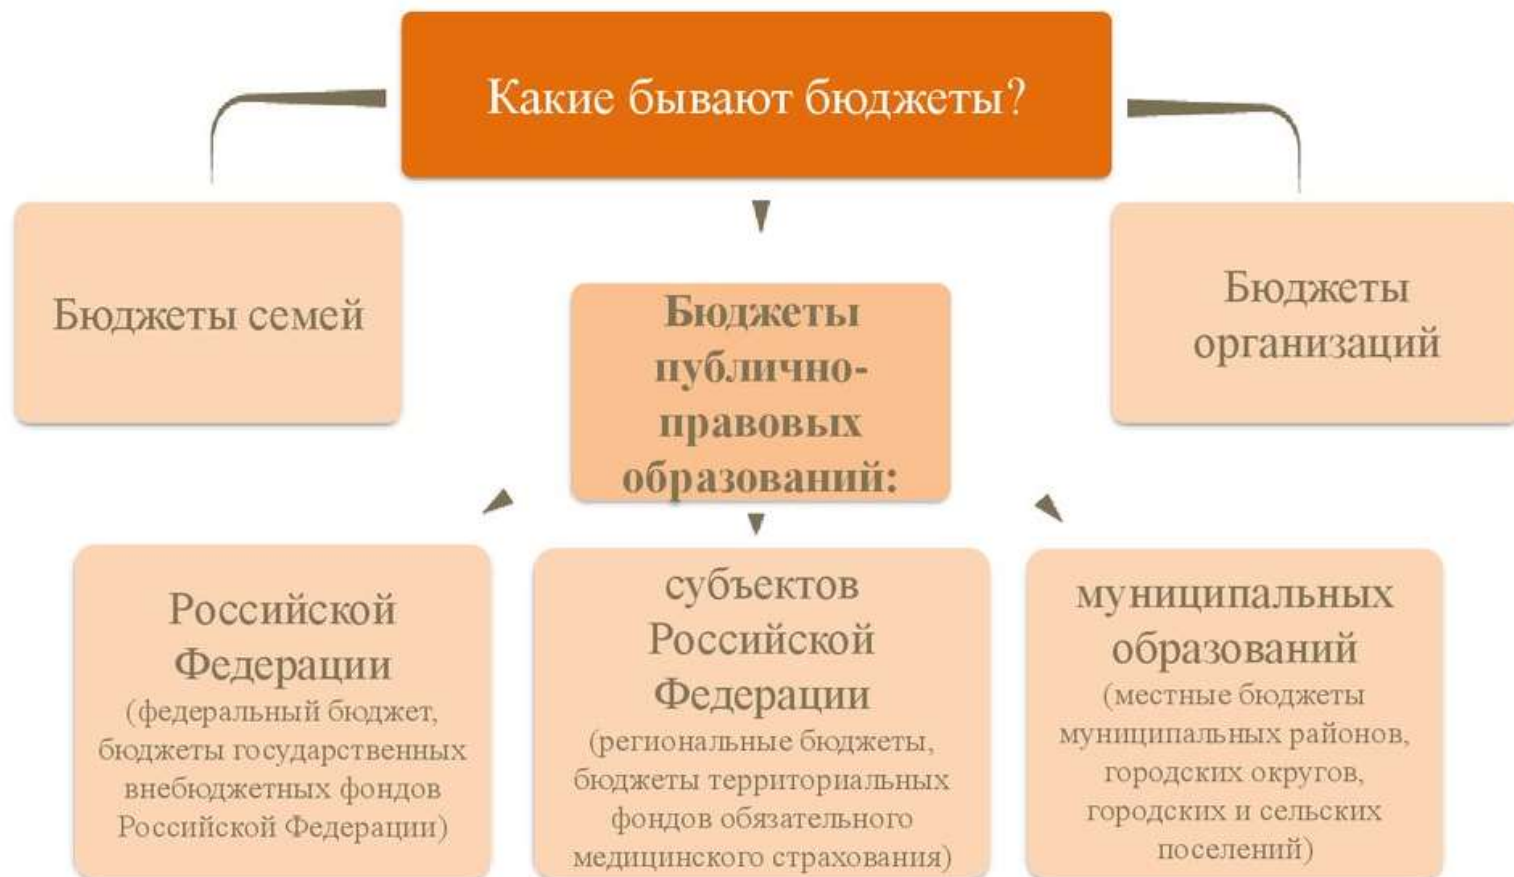 Какие бывают бюджеты?
Бюджеты семей
Бюджеты
организаций
Бюджеты
публично-
правовых
образований:
Российской
Федерации
(федеральный бюджет,
бюджеты государственных
внебюджетных фондов
Российской Федерации)
субъектов
Российской
Федерации
(региональные бюджеты,
бюджеты территориальных
фондов обязательного
медицинского страхования)
муниципальных
образований
(местные бюджеты
муниципальных районов,
городских округов,
городских и сельских
поселений)